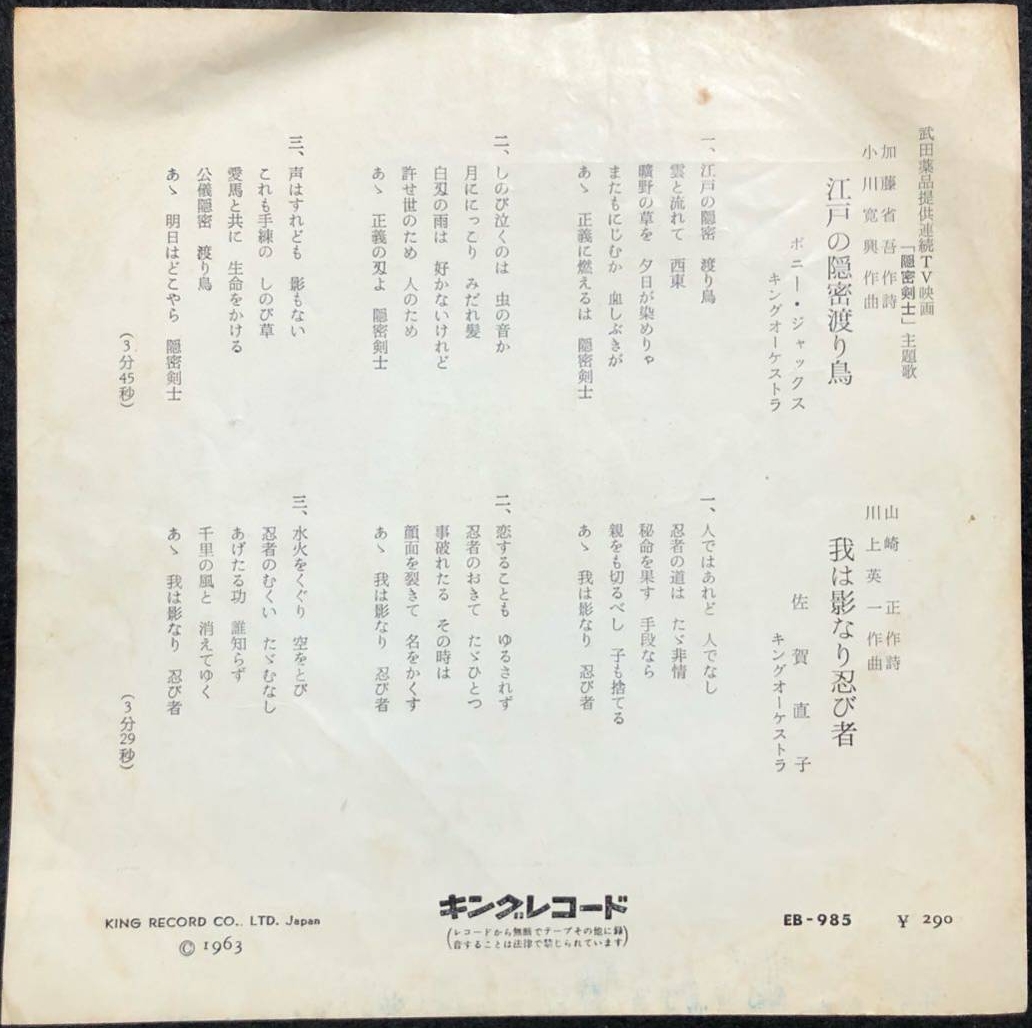 武田薬品提供連続TV映画
「隠密剣士」主題歌
加藤省吾作詩
小川寛興作曲
江戸の隠密渡り鳥
ボニー・ジャックス
キングオーケストラ
一、江戸の隠密　渡り鳥
雲と流れて　西東
曠野の草を　夕日が染めりゃ
またもにじむか　血しぶきが
あゝ　正義に燃えるは　隠密剣士
二、しのび泣くのは　虫の音か
月ににっこり　みだれ髪
白刃の雨は　好かないけれど
許せ世のため　人のため
あゝ　正義の刃よ　隠密剣士
三、声はすれども　影もない
これも手練の　しのび草
愛馬と共に　生命をかける
公儀隠密　渡り鳥
あゝ　明日はどこやら　隠密剣士
（3分45秒）
山崎　正作詩
川上英一作曲
我は影なり忍び者
佐賀直子
キングオーケストラ
一、人ではあれど　人でなし
忍者の道は　たゞ非情
秘命を果す　手段なら
親をも切るべし　子も捨てる
あゝ　我は影なり　忍び者
二、恋することも　ゆるされず
忍者のおきて　たゞひとつ
事破れたる　その時は
顔面を裂きて　名をかくす
あゝ　我は影なり　忍び者
三、水火をくぐり　空をとび
忍者のむくい　たゞむなし
あげたる功　誰知らず
千里の風と　消えてゆく
あゝ　我は影なり　忍び者
（3分29秒）
KING RECORD CO., LTD. Japan
© 1963
キングレコード
（レコードから無断でテープその他に録
音することは法律で禁じられています）
EB-985
¥ 290